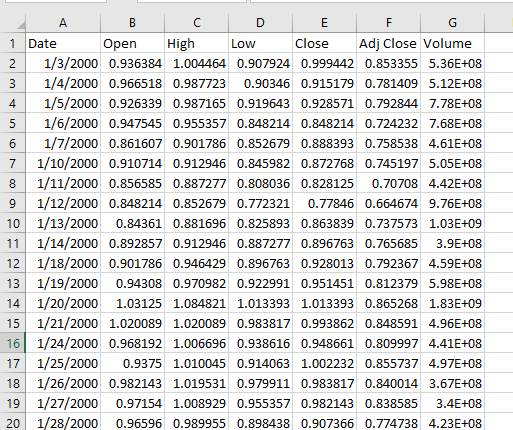 A B C D E F G
1 Date Open High Low Close Adj Close Volume
2 1/3/2000 0.936384 1.004464 0.907924 0.999442 0.853355 5.36E+08
3 1/4/2000 0.966518 0.987723 0.90346 0.915179 0.781409 5.12E+08
4 1/5/2000 0.926339 0.987165 0.919643 0.928571 0.792844 7.78E+08
5 1/6/2000 0.947545 0.955357 0.848214 0.848214 0.724232 7.68E+08
6 1/7/2000 0.861607 0.901786 0.852679 0.888393 0.758538 4.61E+08
7 1/10/2000 0.910714 0.912946 0.845982 0.872768 0.745197 5.05E+08
8 1/11/2000 0.856585 0.887277 0.808036 0.828125 0.70708 4.42E+08
9 1/12/2000 0.848214 0.852679 0.772321 0.77846 0.664674 9.76E+08
10 1/13/2000 0.84361 0.881696 0.825893 0.863839 0.737573 1.03E+09
11 1/14/2000 0.892857 0.912946 0.887277 0.896763 0.765685 3.9E+08
12 1/18/2000 0.901786 0.946429 0.896763 0.928013 0.792367 4.59E+08
13 1/19/2000 0.94308 0.970982 0.922991 0.951451 0.812379 5.98E+08
14 1/20/2000 1.03125 1.084821 1.013393 1.013393 0.865268 1.83E+09
15 1/21/2000 1.020089 1.020089 0.983817 0.993862 0.848591 4.96E+08
16 1/24/2000 0.968192 1.006696 0.938616 0.948661 0.809997 4.41E+08
17 1/25/2000 0.9375 1.010045 0.914063 1.002232 0.855737 4.97E+08
18 1/26/2000 0.982143 1.019531 0.979911 0.983817 0.840014 3.67E+08
19 1/27/2000 0.97154 1.008929 0.955357 0.982143 0.838585 3.4E+08
20 1/28/2000 0.96596 0.989955 0.898438 0.907366 0.774738 4.23E+08